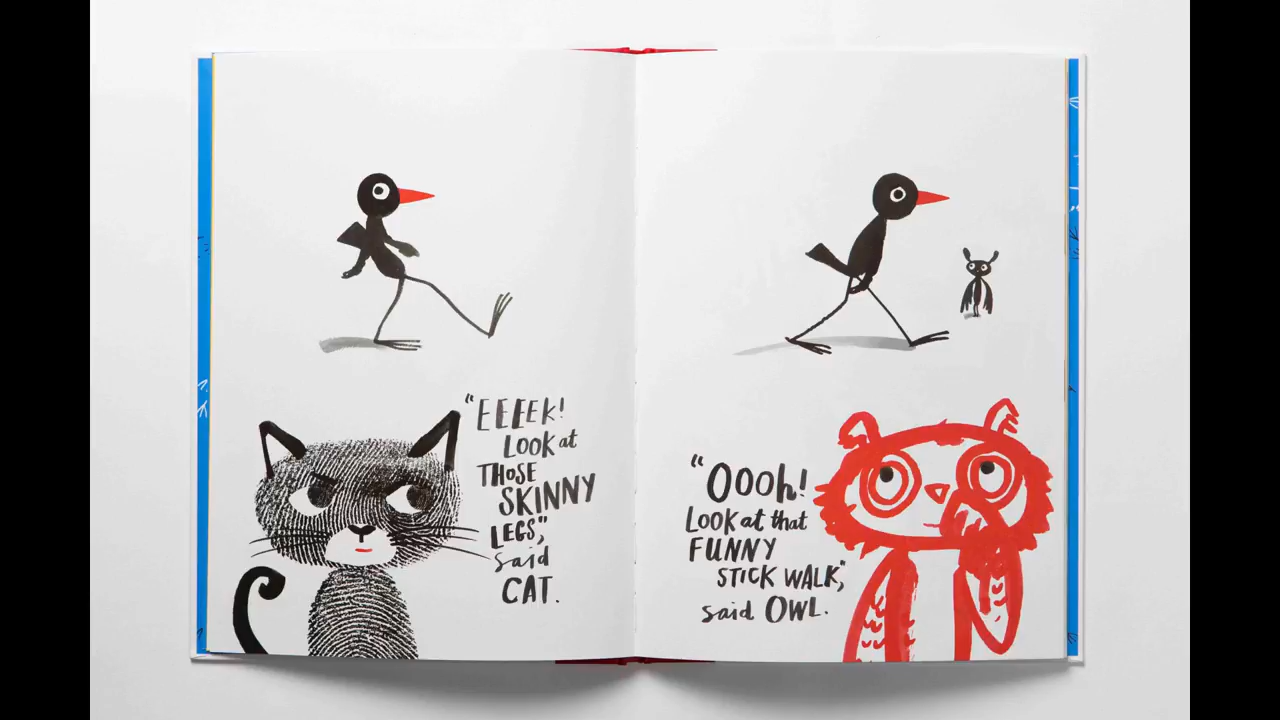 "EEEEK!
LOOK at
THOSE
SKINNY
LEGS",
said
CAT.
"Oooh!
LOOK at that
FUNNY
STICK WALK",
said OWL.